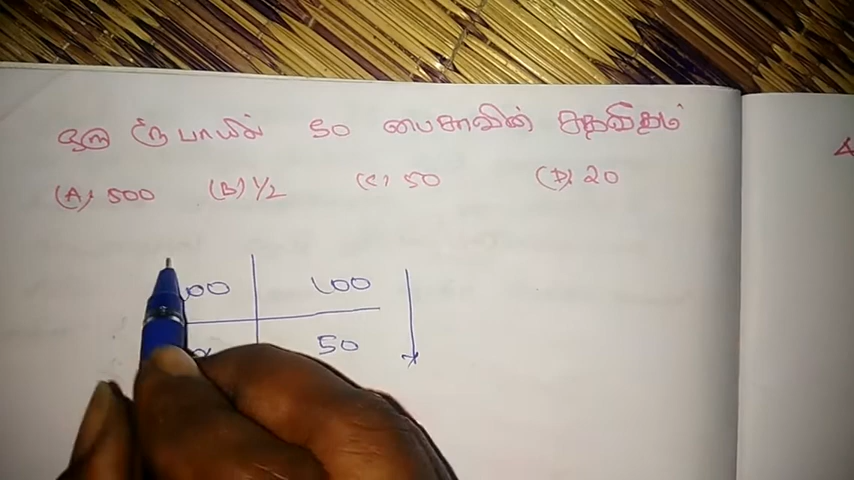 ஒரு ரூபாயில் 50 பைசாவின் சதவிதம்
(A) 500 (B) 1/2 (C) 50 (D) 20
100 100
x 50